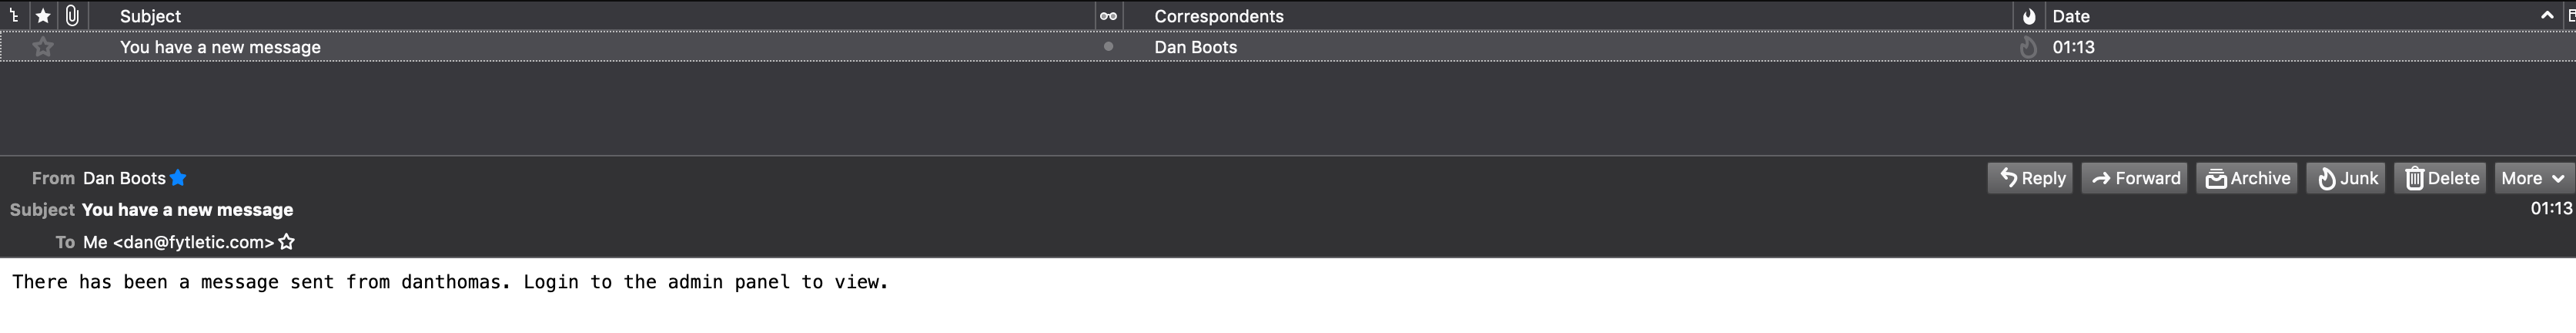 Subject Correspondents Date
You have a new message Dan Boots 01:13
From Dan Boots Reply Forward Archive Junk Delete More
Subject You have a new message 01:13
To Me <dan@fytletic.com>
There has been a message sent from danthomas. Login to the admin panel to view.